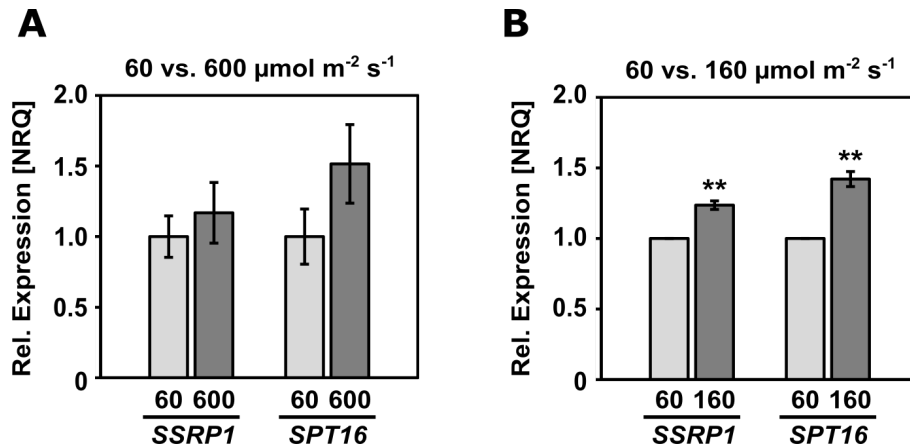 A
60 vs. 600 µmol m⁻² s⁻¹
Rel. Expression [NRQ]
2.0
1.5
1.0
0.5
0
60 600 60 600
SSRP1 SPT16
B
60 vs. 160 µmol m⁻² s⁻¹
Rel. Expression [NRQ]
2.0
1.5
1.0
0.5
0
**
**
60 160 60 160
SSRP1 SPT16